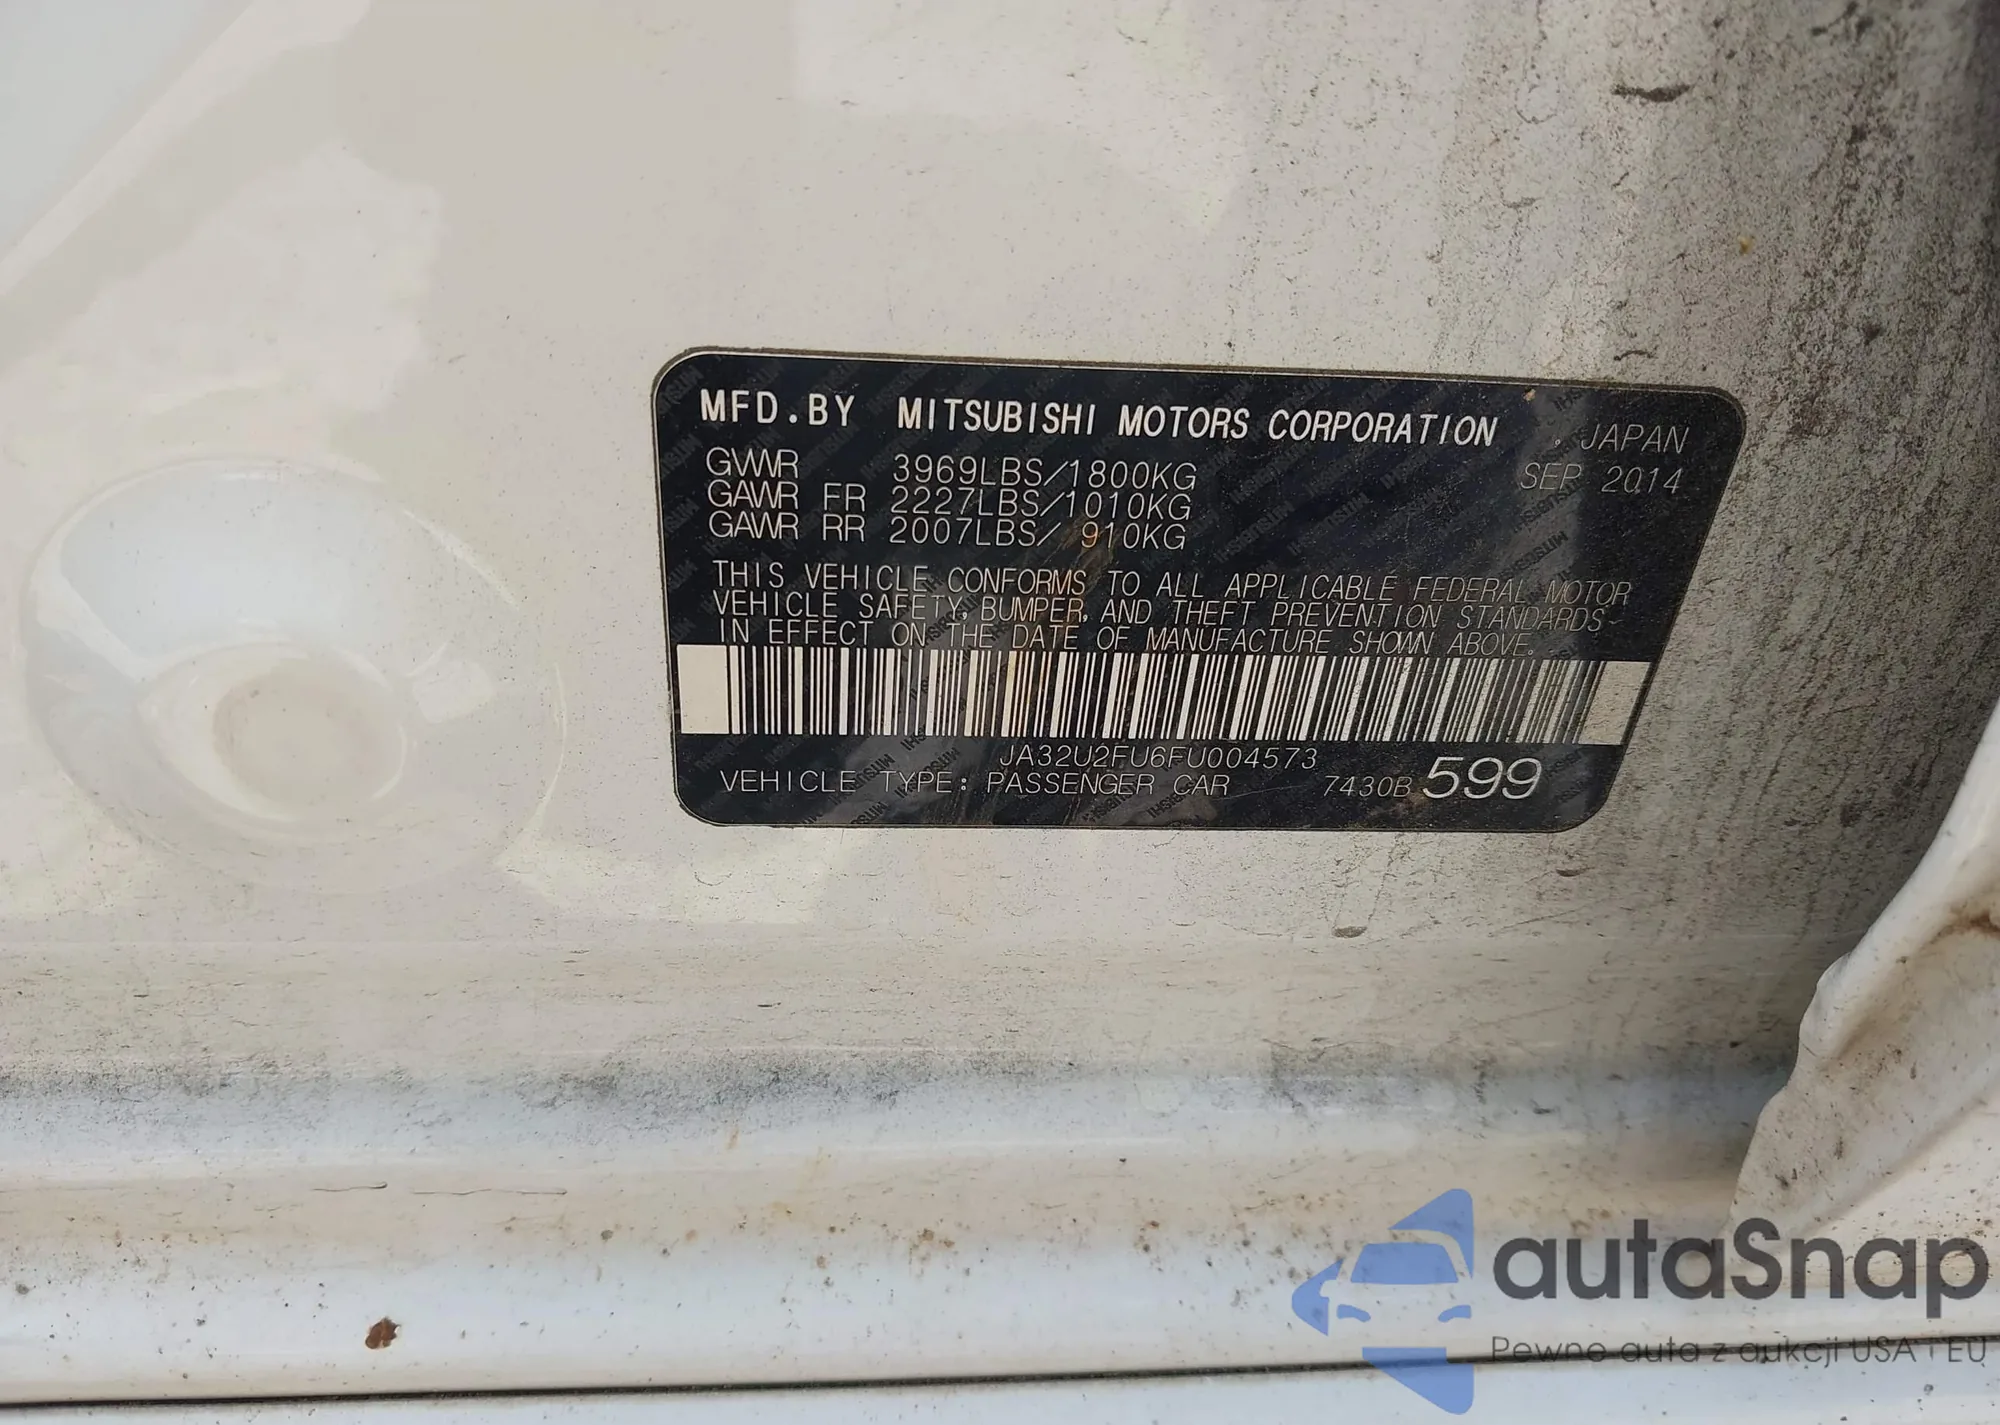 MFD.BY MITSUBISHI MOTORS CORPORATION , JAPAN
GVWR 3969LBS/1800KG SEP 2014
GAWR FR 2227LBS/1010KG
GAWR RR 2007LBS/ 910KG
THIS VEHICLE CONFORMS TO ALL APPLICABLE FEDERAL MOTOR
VEHICLE SAFETY, BUMPER, AND THEFT PREVENTION STANDARDS
IN EFFECT ON THE DATE OF MANUFACTURE SHOWN ABOVE.
JA32U2FU6FU004573
VEHICLE TYPE: PASSENGER CAR 7430B 599
autaSnap
Pewne auta z aukcji USA i EU